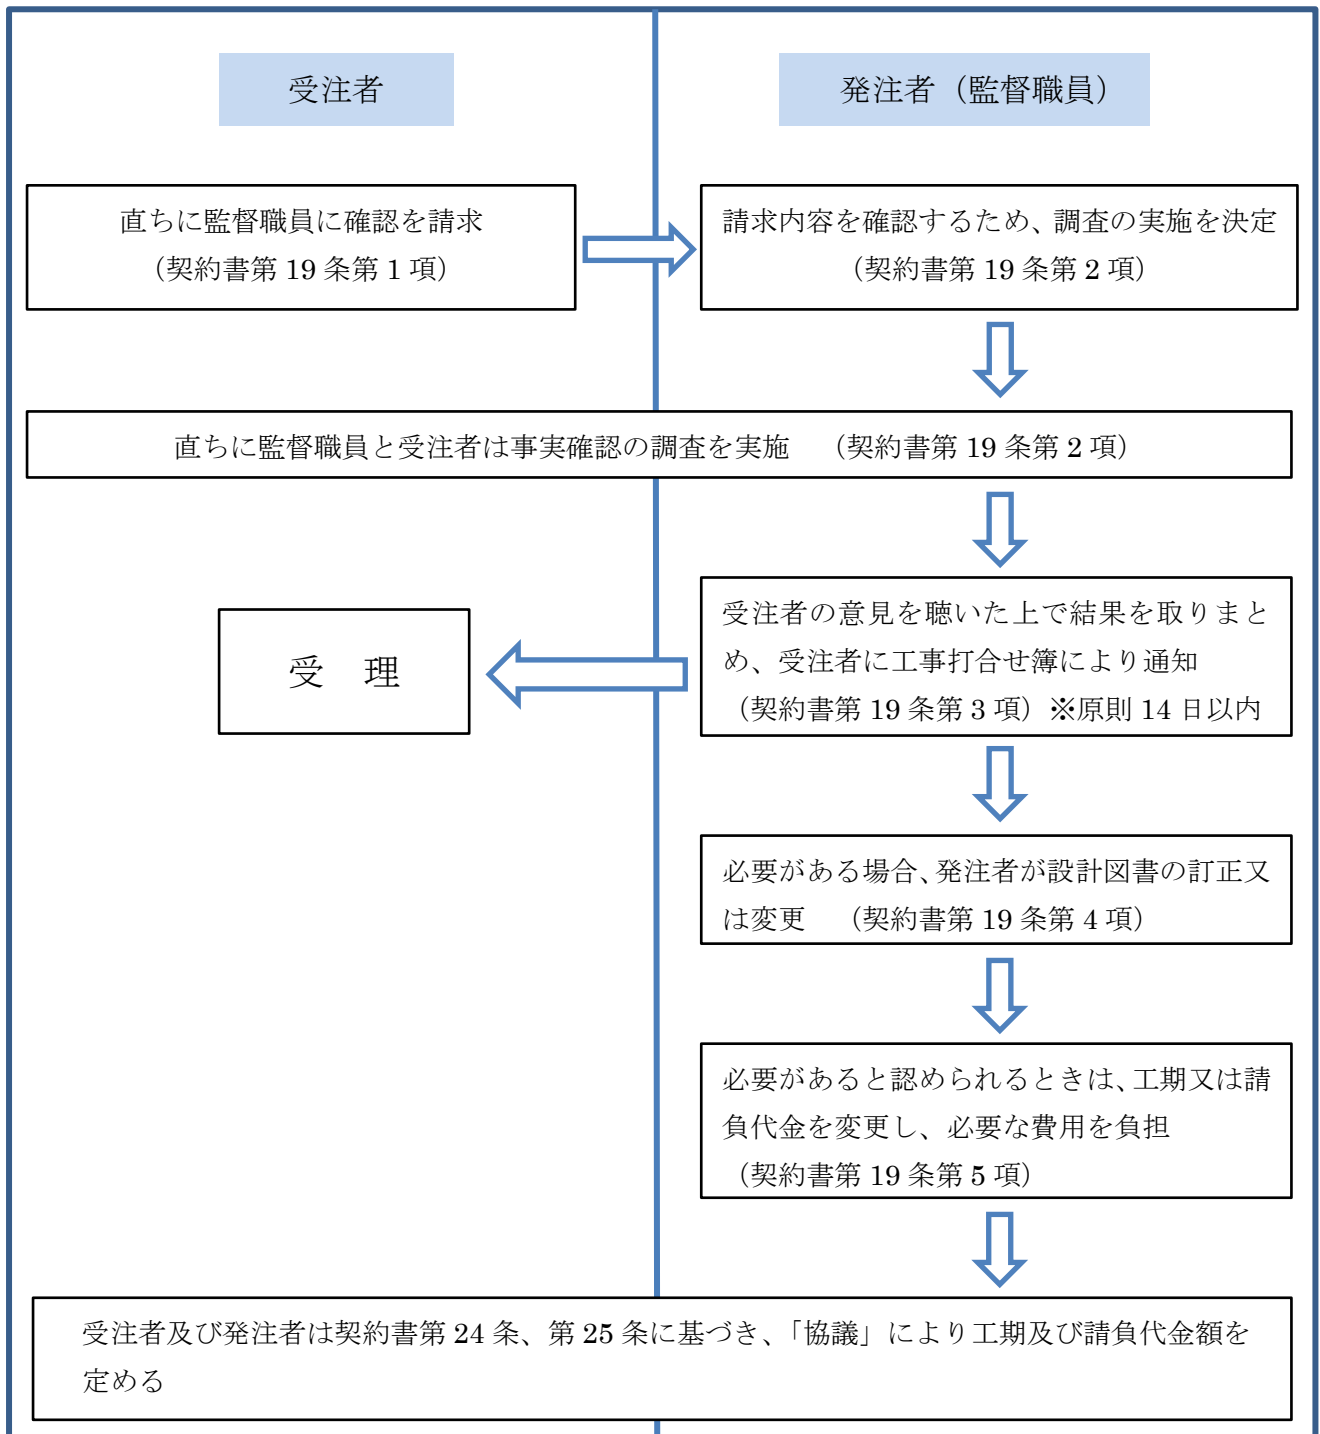 受注者
発注者（監督職員）
直ちに監督職員に確認を請求
（契約書第 19 条第 1 項）
請求内容を確認するため、調査の実施を決定
（契約書第 19 条第 2 項）
直ちに監督職員と受注者は事実確認の調査を実施　（契約書第 19 条第 2 項）
受注者の意見を聴いた上で結果を取りまと
め、受注者に工事打合せ簿により通知
（契約書第 19 条第 3 項）※原則 14 日以内
受　理
必要がある場合、発注者が設計図書の訂正又
は変更　（契約書第 19 条第 4 項）
必要があると認められるときは、工期又は請
負代金を変更し、必要な費用を負担
（契約書第 19 条第 5 項）
受注者及び発注者は契約書第 24 条、第 25 条に基づき、「協議」により工期及び請負代金額を
定める